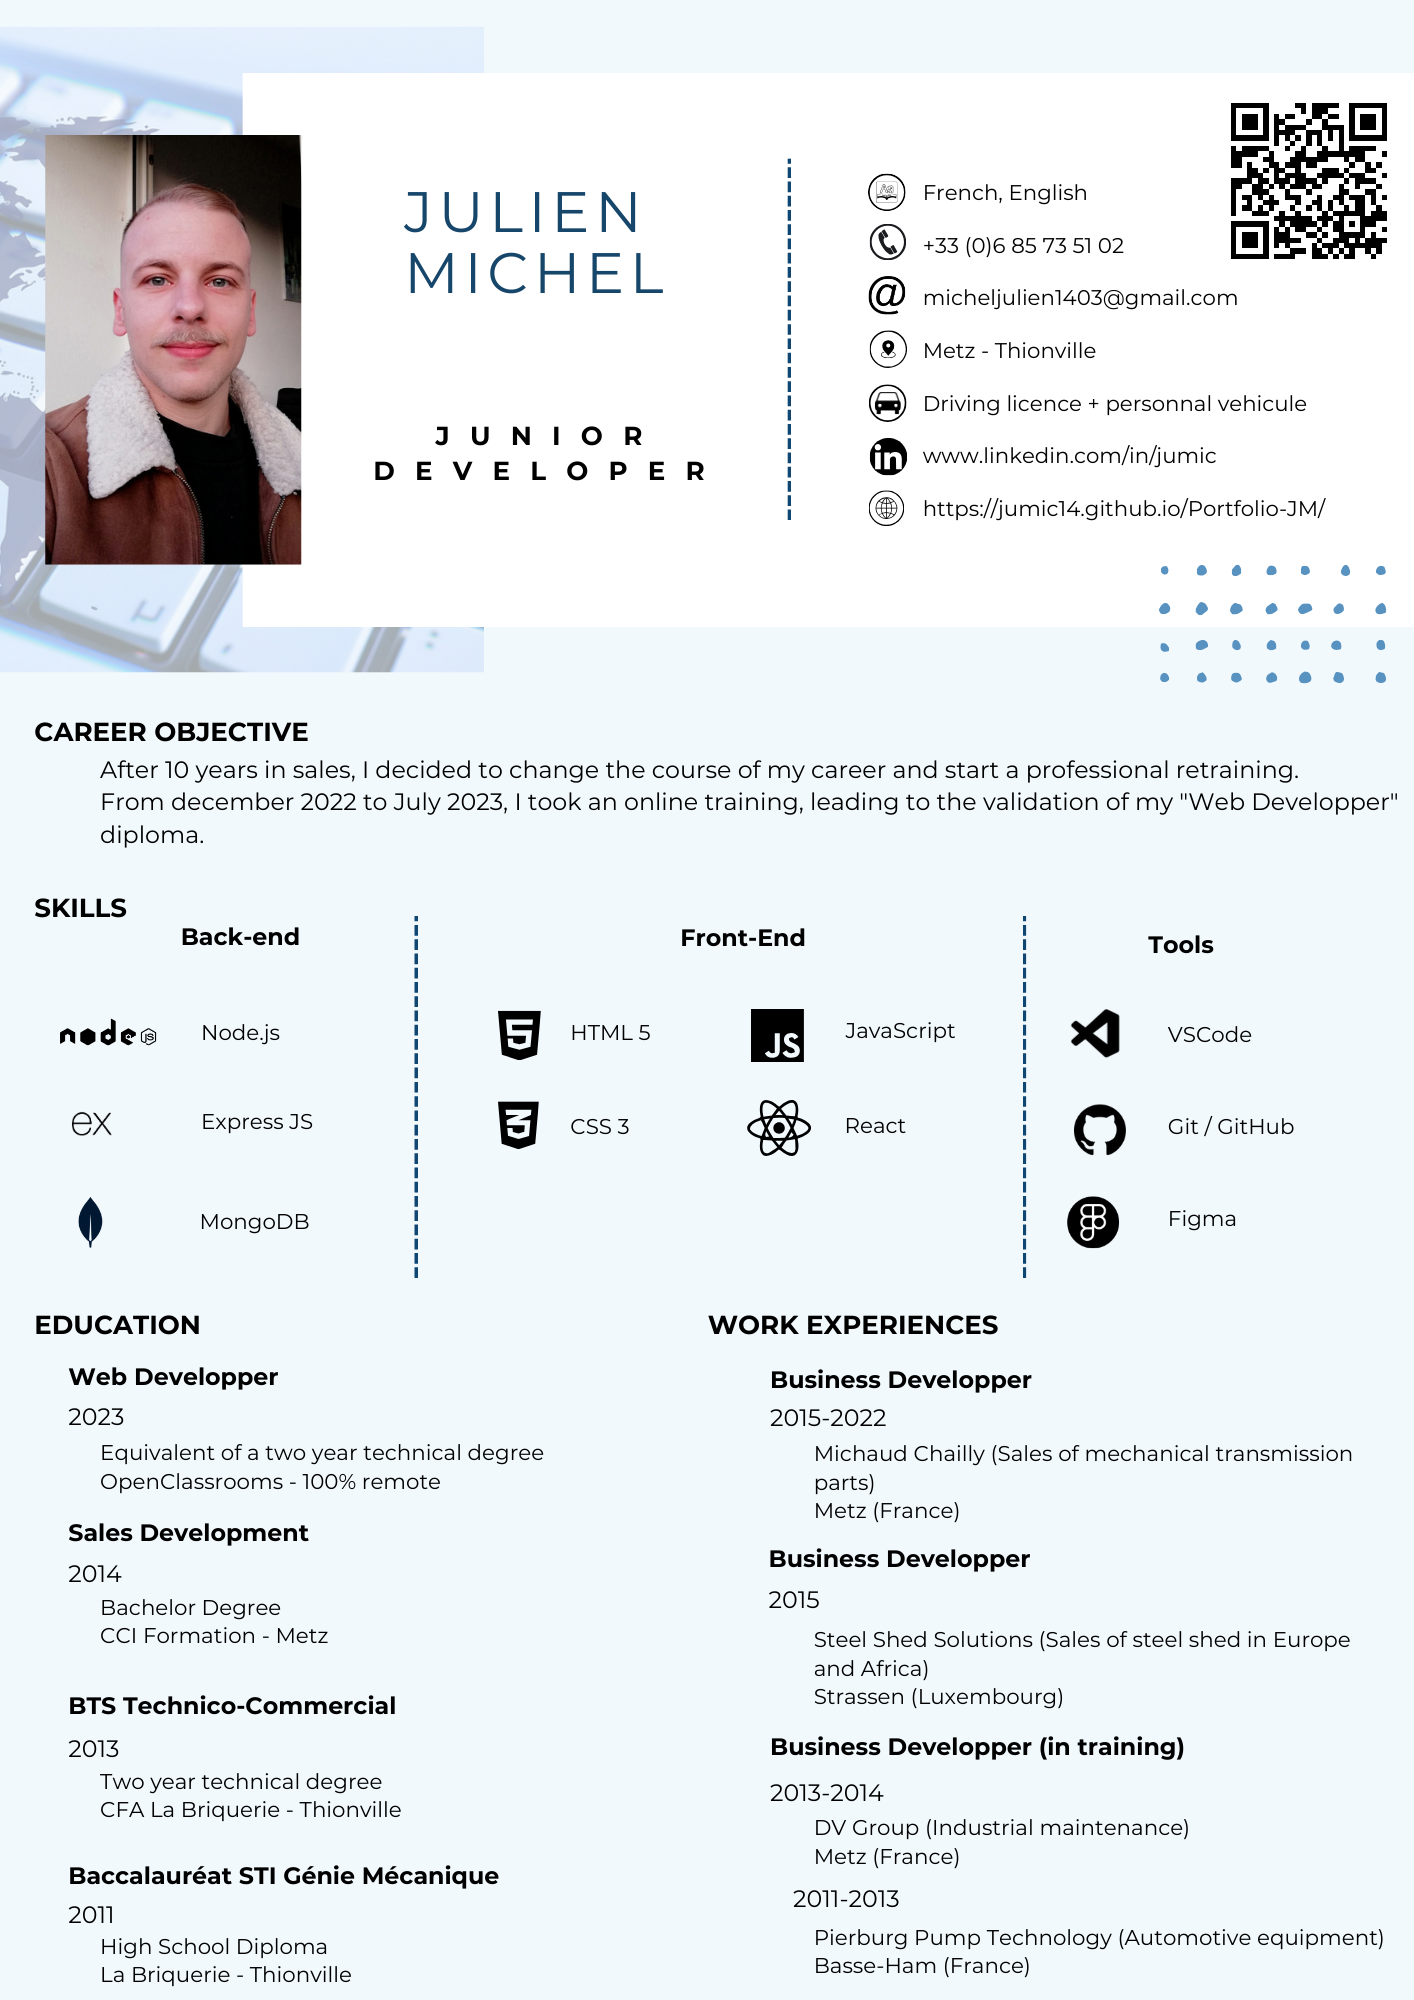 JULIEN
MICHEL
JUNIOR
DEVELOPER
French, English
+33 (0)6 85 73 51 02
micheljulien1403@gmail.com
Metz - Thionville
Driving licence + personnal vehicule
www.linkedin.com/in/jumic
https://jumic14.github.io/Portfolio-JM/
CAREER OBJECTIVE
After 10 years in sales, I decided to change the course of my career and start a professional retraining.
From december 2022 to July 2023, I took an online training, leading to the validation of my "Web Developper"
diploma.
SKILLS
Back-end
node JS Node.js
ex Express JS
MongoDB
Front-End
5 HTML 5
JS JavaScript
3 CSS 3
React
Tools
VSCode
Git / GitHub
Figma
EDUCATION
Web Developper
2023
Equivalent of a two year technical degree
OpenClassrooms - 100% remote
Sales Development
2014
Bachelor Degree
CCI Formation - Metz
BTS Technico-Commercial
2013
Two year technical degree
CFA La Briquerie - Thionville
Baccalauréat STI Génie Mécanique
2011
High School Diploma
La Briquerie - Thionville
WORK EXPERIENCES
Business Developper
2015-2022
Michaud Chailly (Sales of mechanical transmission
parts)
Metz (France)
Business Developper
2015
Steel Shed Solutions (Sales of steel shed in Europe
and Africa)
Strassen (Luxembourg)
Business Developper (in training)
2013-2014
DV Group (Industrial maintenance)
Metz (France)
2011-2013
Pierburg Pump Technology (Automotive equipment)
Basse-Ham (France)